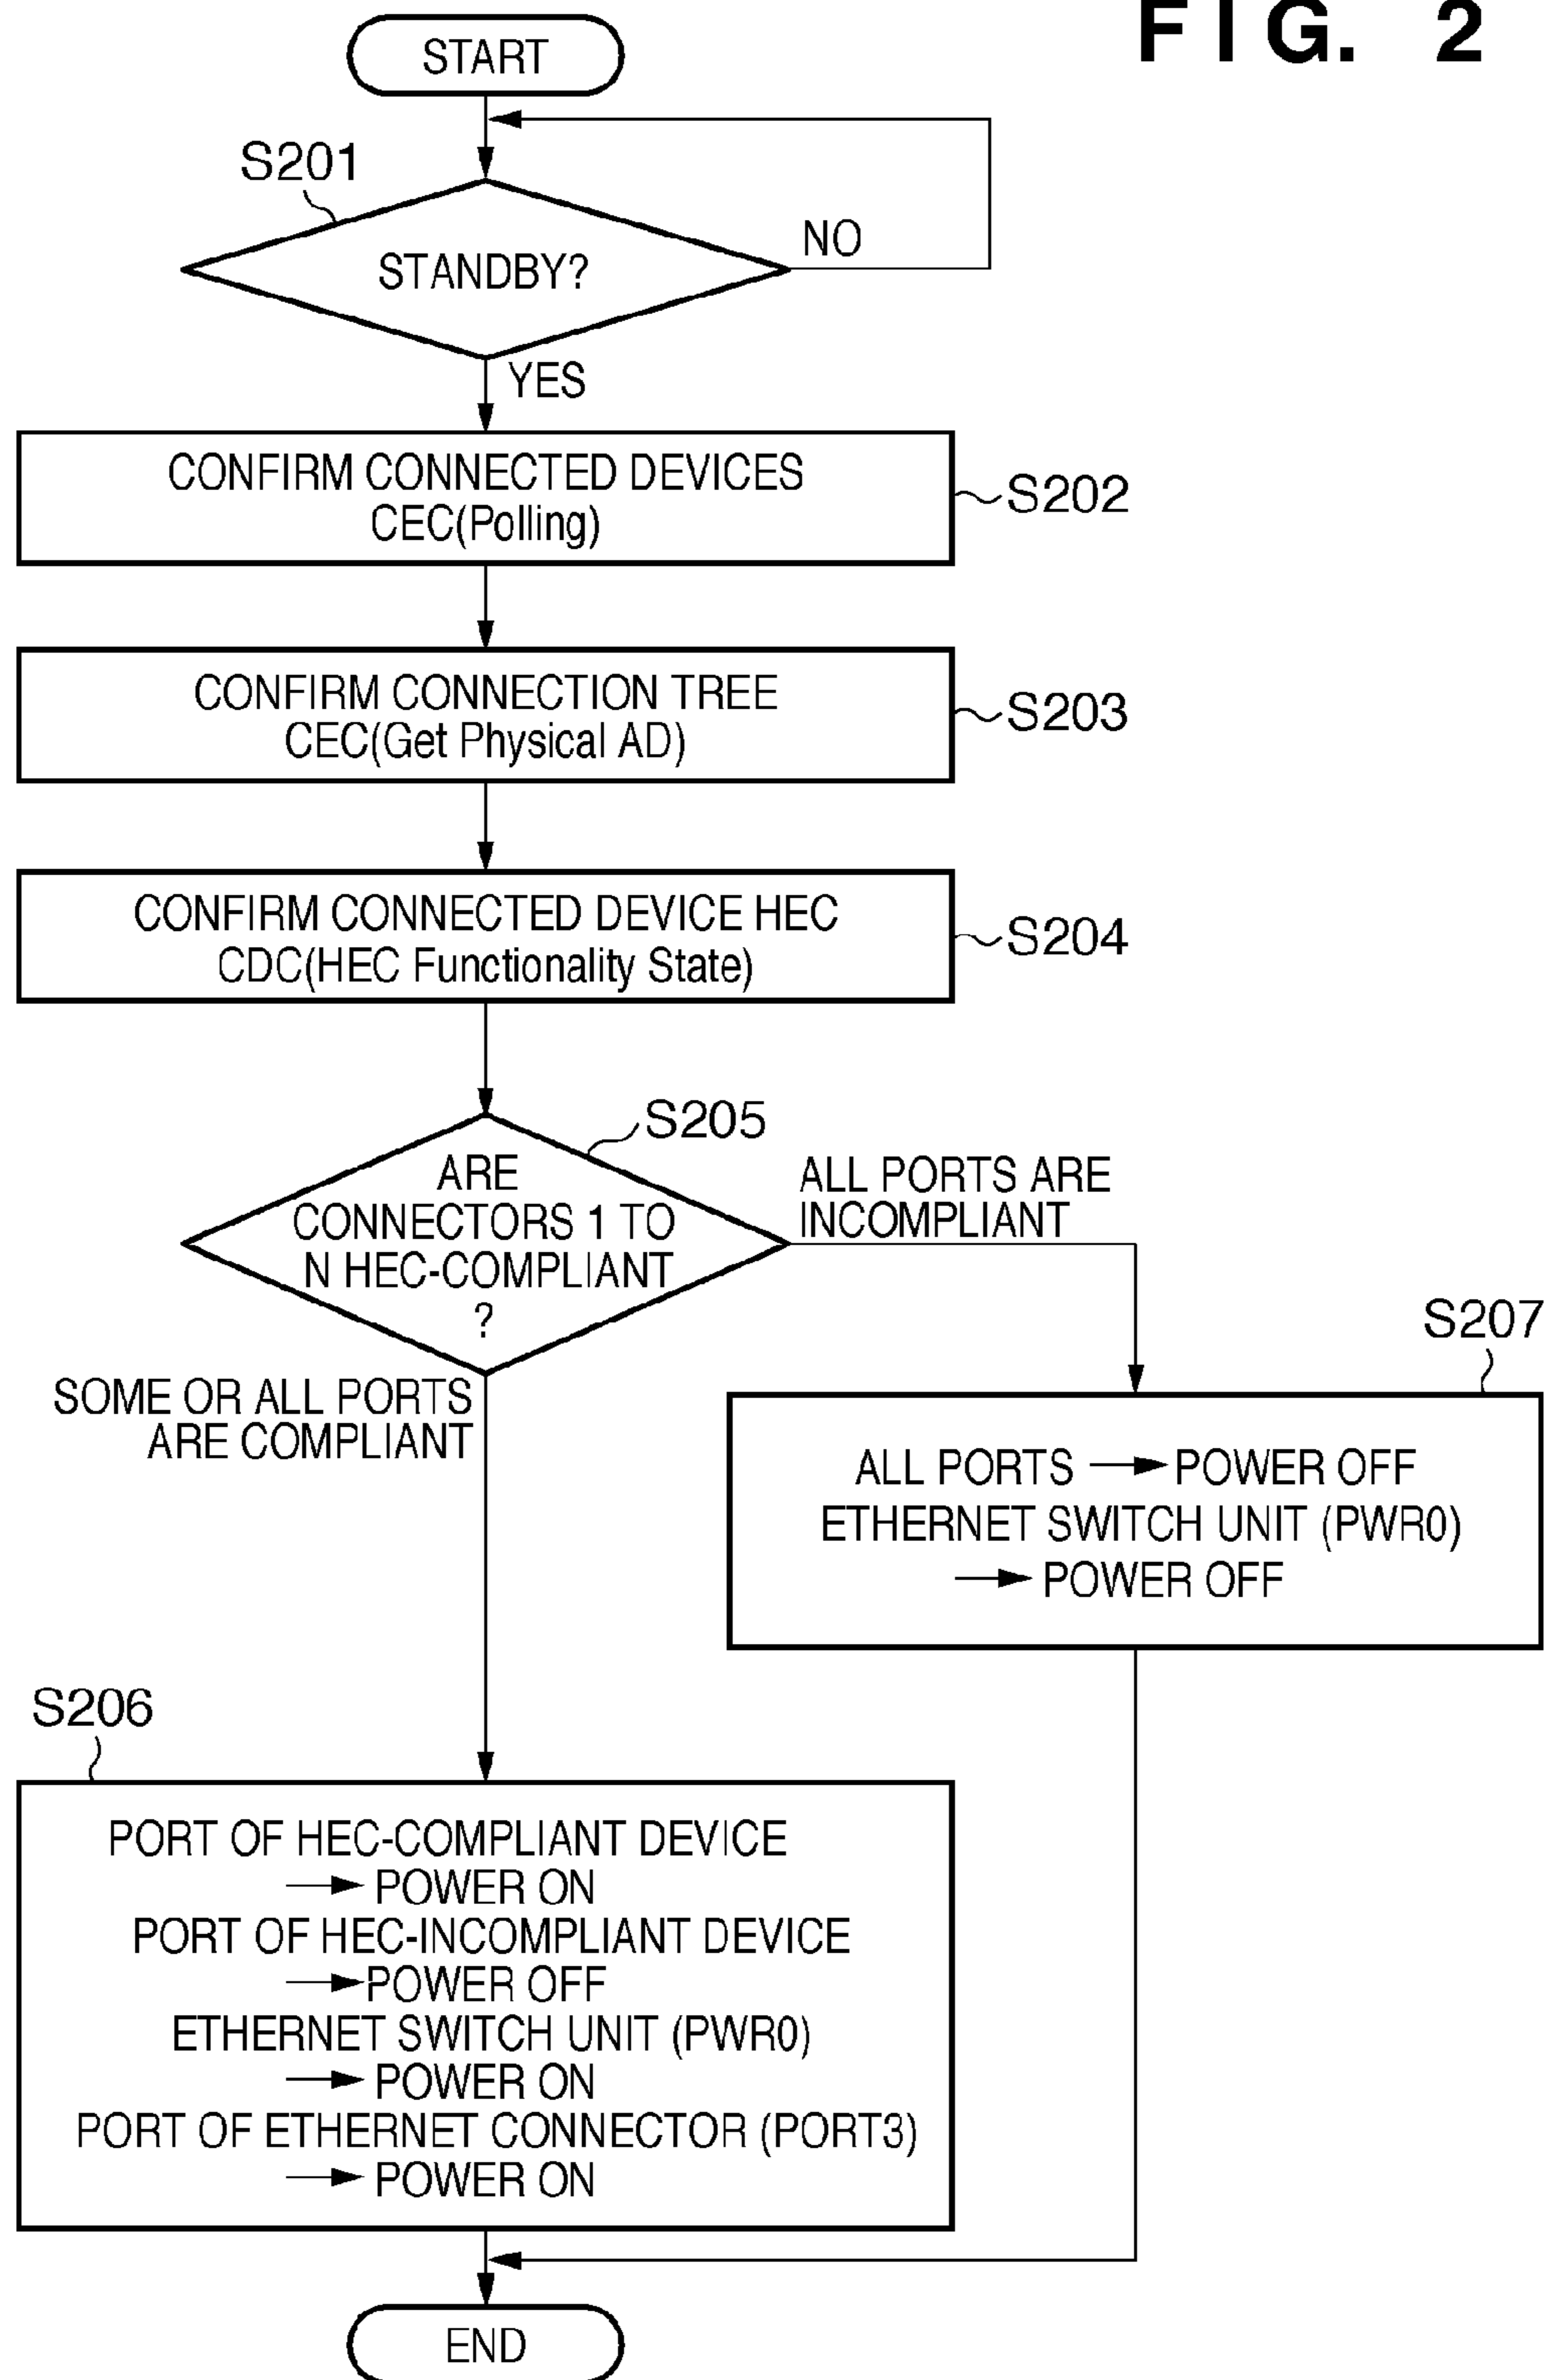 FIG. 2
START
S201
STANDBY?
NO
YES
CONFIRM CONNECTED DEVICES
CEC(Polling)
S202
CONFIRM CONNECTION TREE
CEC(Get Physical AD)
S203
CONFIRM CONNECTED DEVICE HEC
CDC(HEC Functionality State)
S204
S205
ARE
CONNECTORS 1 TO
N HEC-COMPLIANT
?
ALL PORTS ARE
INCOMPLIANT
SOME OR ALL PORTS
ARE COMPLIANT
S207
ALL PORTS → POWER OFF
ETHERNET SWITCH UNIT (PWR0)
→ POWER OFF
S206
PORT OF HEC-COMPLIANT DEVICE
→ POWER ON
PORT OF HEC-INCOMPLIANT DEVICE
→ POWER OFF
ETHERNET SWITCH UNIT (PWR0)
→ POWER ON
PORT OF ETHERNET CONNECTOR (PORT3)
→ POWER ON
END